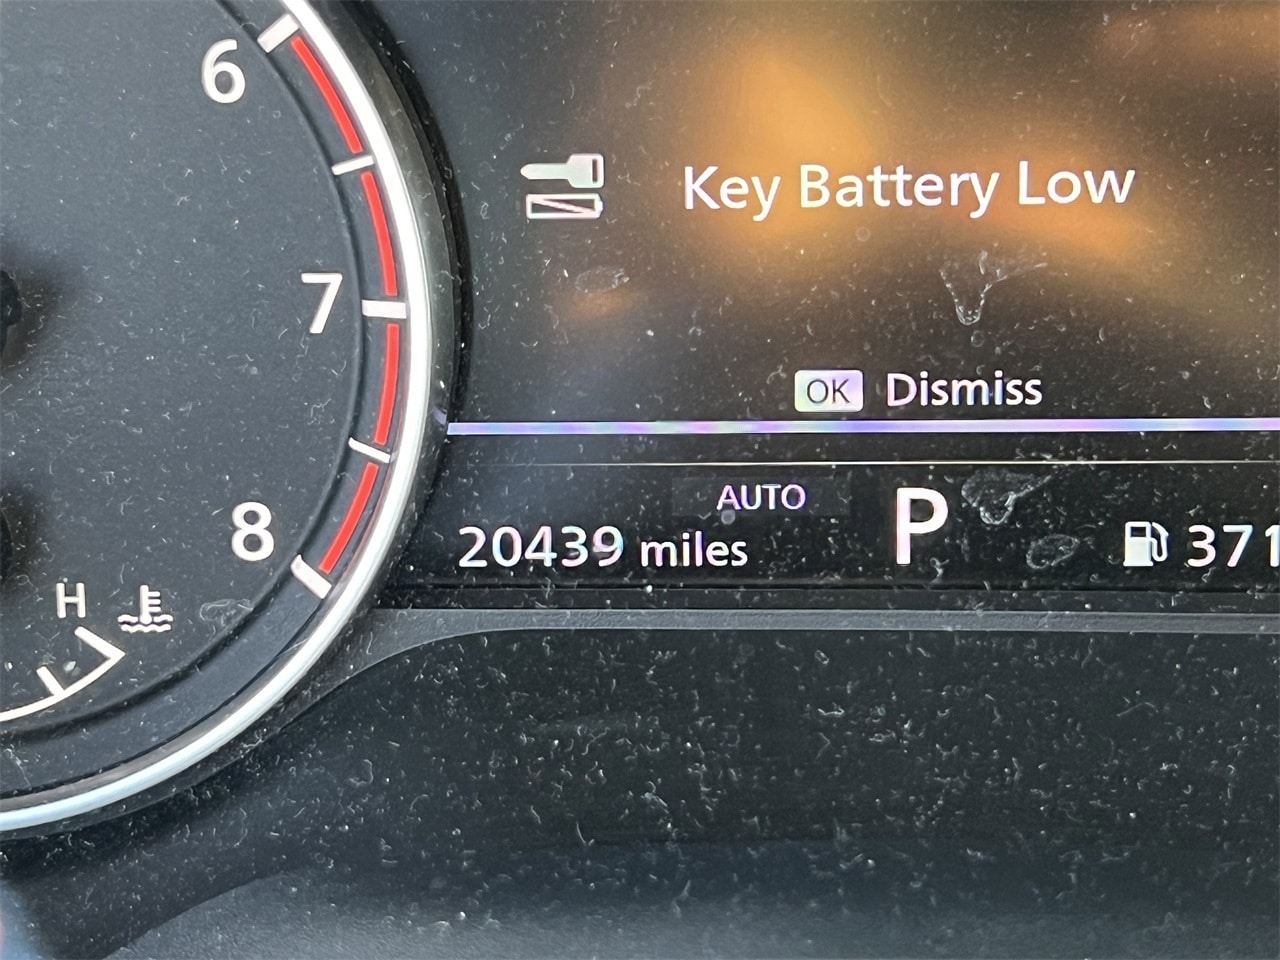 6
Key Battery Low
7
OK Dismiss
AUTO
8
20439 miles
P
371
H